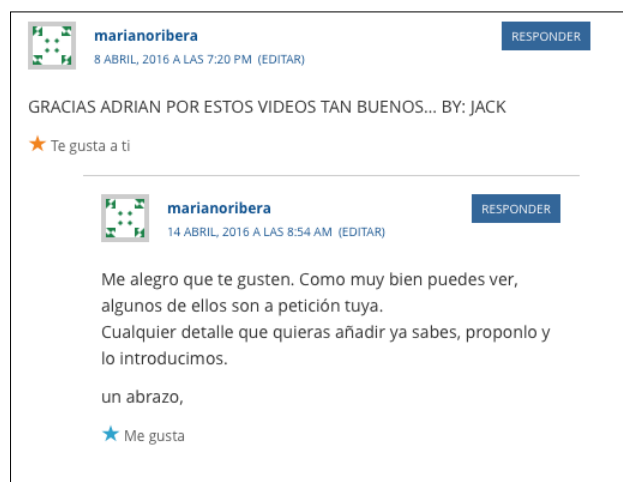 marianoribera
RESPONDER
8 ABRIL, 2016 A LAS 7:20 PM (EDITAR)
GRACIAS ADRIAN POR ESTOS VIDEOS TAN BUENOS... BY: JACK
Te gusta a ti
marianoribera
RESPONDER
14 ABRIL, 2016 A LAS 8:54 AM (EDITAR)
Me alegro que te gusten. Como muy bien puedes ver,
algunos de ellos son a petición tuya.
Cualquier detalle que quieras añadir ya sabes, proponlo y
lo introducimos.
un abrazo,
Me gusta